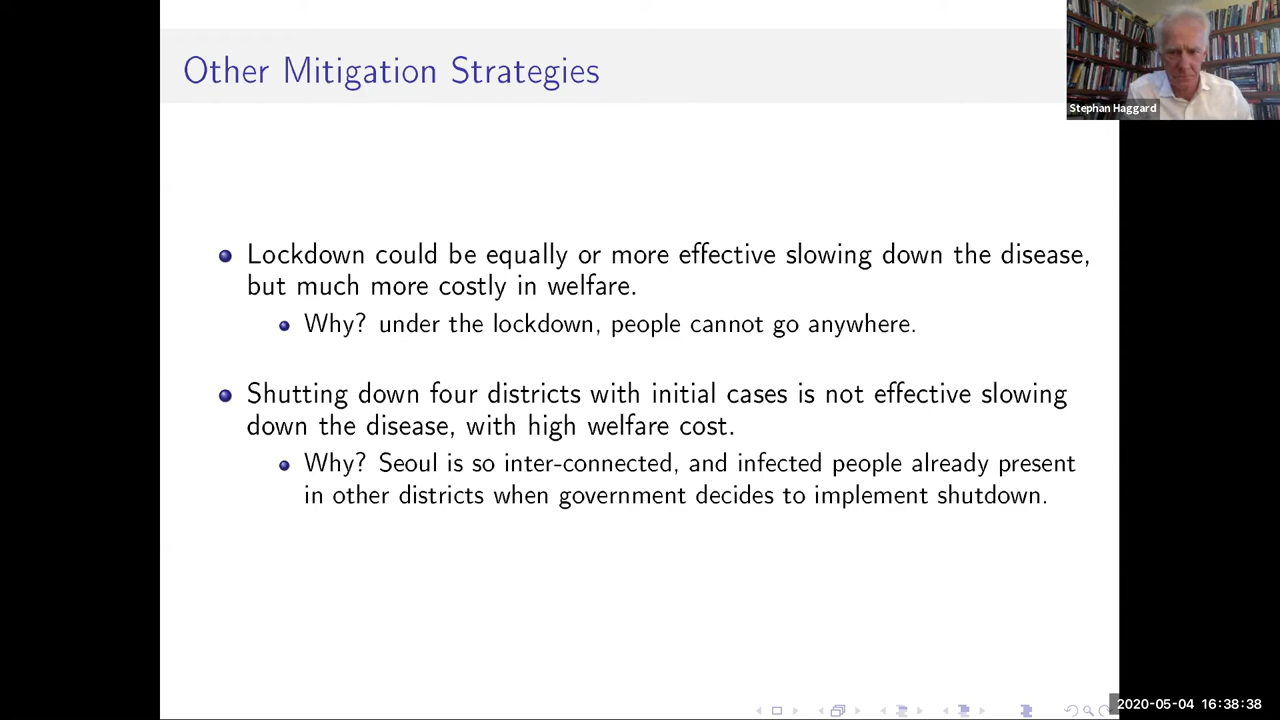 Other Mitigation Strategies
Stephan Haggard
Lockdown could be equally or more effective slowing down the disease,
but much more costly in welfare.
Why? under the lockdown, people cannot go anywhere.
Shutting down four districts with initial cases is not effective slowing
down the disease, with high welfare cost.
Why? Seoul is so inter-connected, and infected people already present
in other districts when government decides to implement shutdown.
2020-05-04 16:38:38